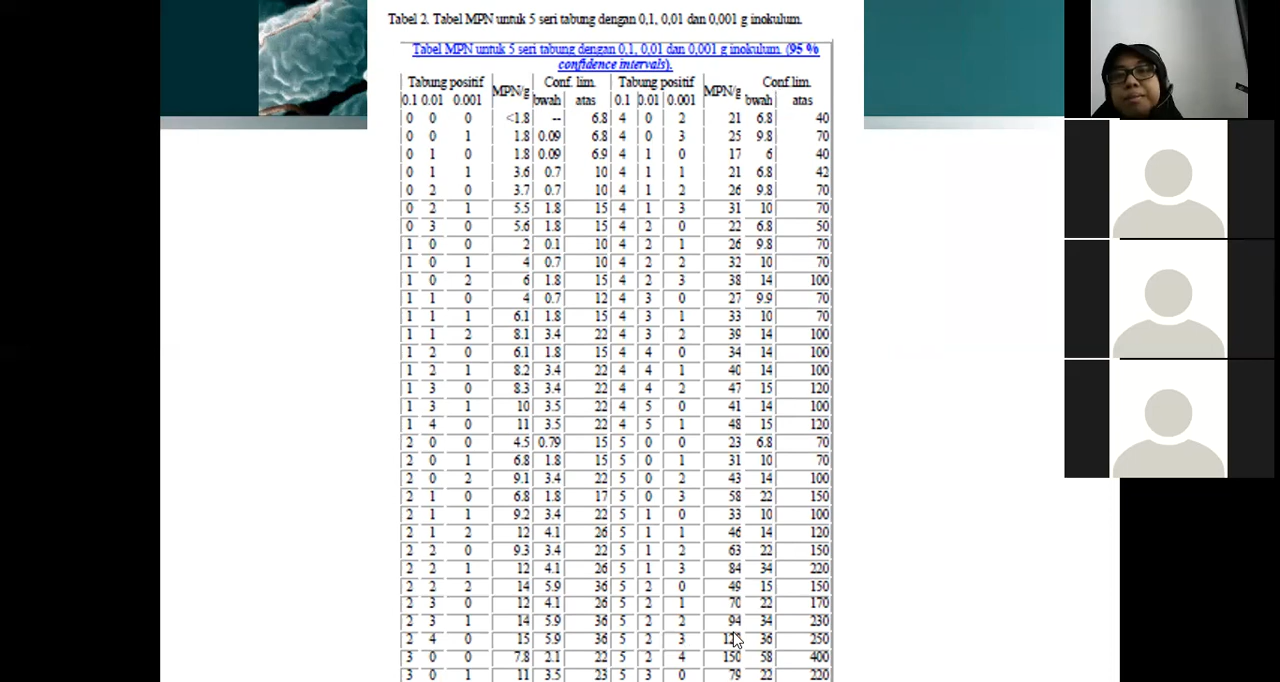 Tabel 2. Tabel MPN untuk 5 seri tabung dengan 0,1, 0,01 dan 0,001 g inokulum.
Tabel MPN untuk 5 seri tabung dengan 0,1, 0,01 dan 0,001 g inokulum. (95 %
confidence intervals).
Tabung positif MPN/g Conf. lim. Tabung positif MPN/g Conf lim.
0.1 0.01 0.001 bwah atas 0.1 0.01 0.001 bwah atas
0 0 0 <1.8 -- 6.8 4 0 2 21 6.8 40
0 0 1 1.8 0.09 6.8 4 0 3 25 9.8 70
0 1 0 1.8 0.09 6.9 4 1 0 17 6 40
0 1 1 3.6 0.7 10 4 1 1 21 6.8 42
0 2 0 3.7 0.7 10 4 1 2 26 9.8 70
0 2 1 5.5 1.8 15 4 1 3 31 10 70
0 3 0 5.6 1.8 15 4 2 0 22 6.8 50
1 0 0 2 0.1 10 4 2 1 26 9.8 70
1 0 1 4 0.7 10 4 2 2 32 10 70
1 0 2 6 1.8 15 4 2 3 38 14 100
1 1 0 4 0.7 12 4 3 0 27 9.9 70
1 1 1 6.1 1.8 15 4 3 1 33 10 70
1 1 2 8.1 3.4 22 4 3 2 39 14 100
1 2 0 6.1 1.8 15 4 4 0 34 14 100
1 2 1 8.2 3.4 22 4 4 1 40 14 100
1 3 0 8.3 3.4 22 4 4 2 47 15 120
1 3 1 10 3.5 22 4 5 0 41 14 100
1 4 0 11 3.5 22 4 5 1 48 15 120
2 0 0 4.5 0.79 15 5 0 0 23 6.8 70
2 0 1 6.8 1.8 15 5 0 1 31 10 70
2 0 2 9.1 3.4 22 5 0 2 43 14 100
2 1 0 6.8 1.8 17 5 0 3 58 22 150
2 1 1 9.2 3.4 22 5 1 0 33 10 100
2 1 2 12 4.1 26 5 1 1 46 14 120
2 2 0 9.3 3.4 22 5 1 2 63 22 150
2 2 1 12 4.1 26 5 1 3 84 34 220
2 2 2 14 5.9 36 5 2 0 49 15 150
2 3 0 12 4.1 26 5 2 1 70 22 170
2 3 1 14 5.9 36 5 2 2 94 34 230
2 4 0 15 5.9 36 5 2 3 36 250
3 0 0 7.8 2.1 22 5 2 4 150 58 400
3 0 1 11 3.5 23 5 3 0 79 22 220